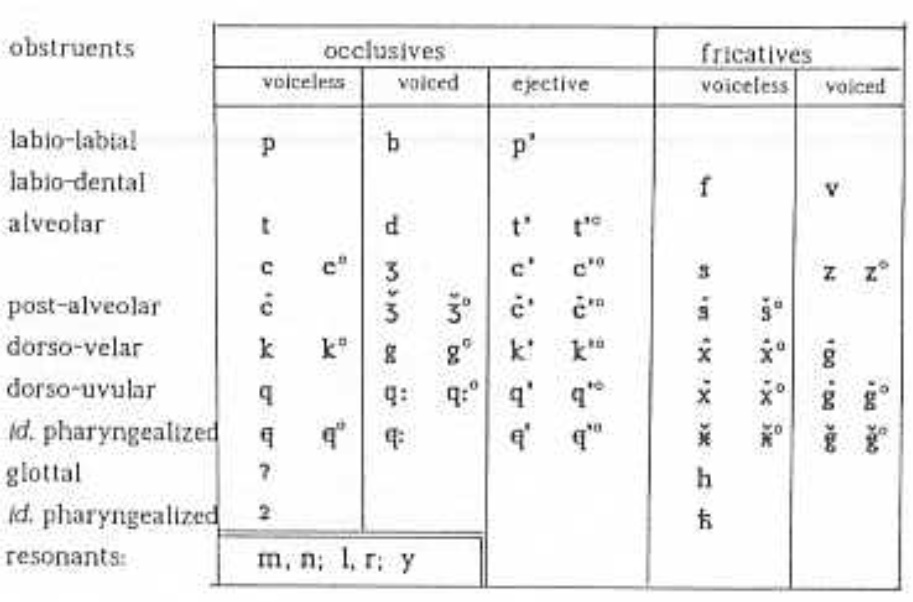 obstruents occlusives fricatives
voiceless voiced ejective voiceless voiced
labio-labial p b p'
labio-dental f v
alveolar t d t' t'°
c c° ʒ c' c'° s z z°
post-alveolar č ǯ ǯ° č' č'° š š°
dorso-velar k k° g g° k' k'° x̂ x̂° ĝ
dorso-uvular q q: q:° q' q'° x̌ x̌° ǧ ǧ°
id. pharyngealized q̄ q̄° q̄: q̄' q̄'°
glottal ʔ h
id. pharyngealized 2 ħ
resonants: m, n; l, r; y